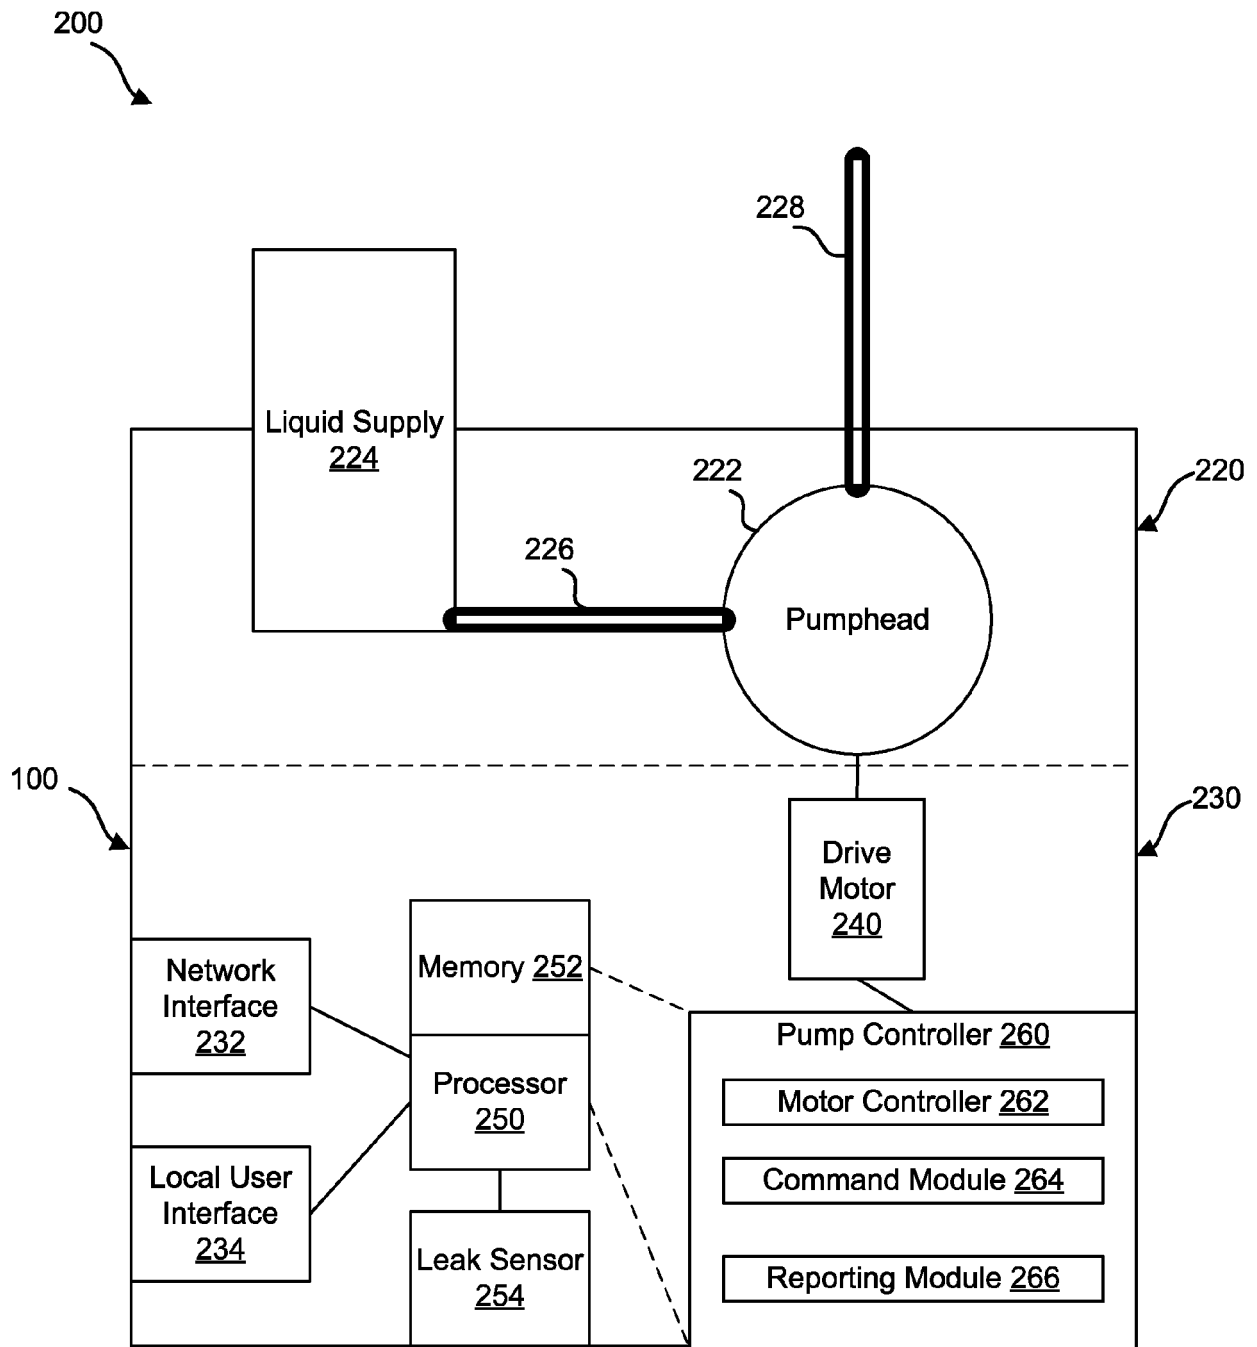 200
228
Liquid Supply
224
222
220
226
Pumphead
100
230
Drive
Motor
240
Memory 252
Network
Interface
232
Pump Controller 260
Processor
250
Motor Controller 262
Local User
Interface
234
Command Module 264
Leak Sensor
254
Reporting Module 266